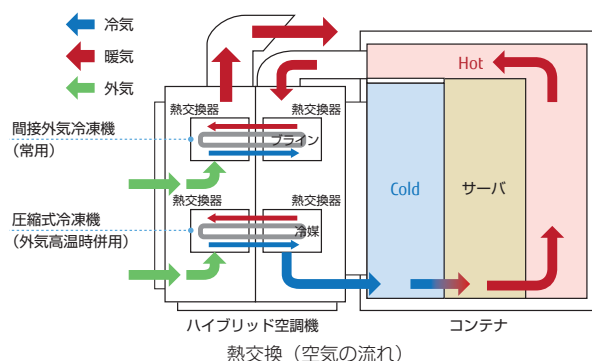 冷気
暖気
外気
Hot
熱交換器
熱交換器
間接外気冷凍機
(常用)
ブライン
熱交換器
熱交換器
Cold
サーバ
圧縮式冷凍機
(外気高温時併用)
冷媒
ハイブリッド空調機
コンテナ
熱交換（空気の流れ）